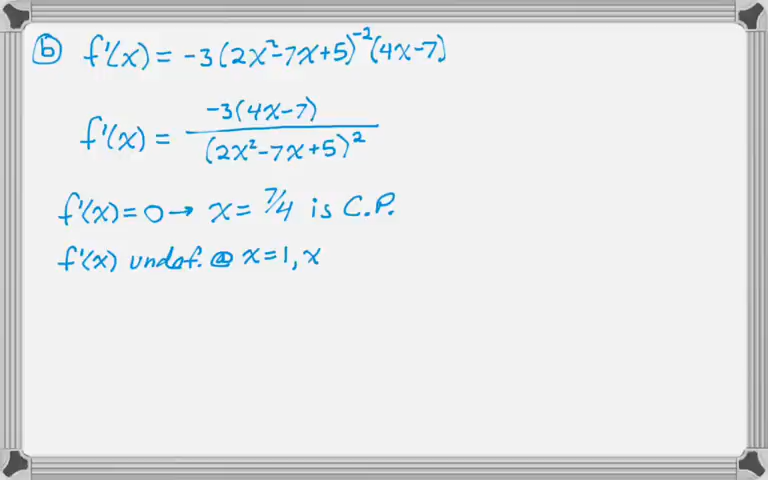 ⓑ f'(x) = -3(2x²-7x+5)⁻²(4x-7)
f'(x) = -3(4x-7) / (2x²-7x+5)²
f'(x)=0 → x = 7/4 is C.P.
f'(x) undef. @ x=1, x